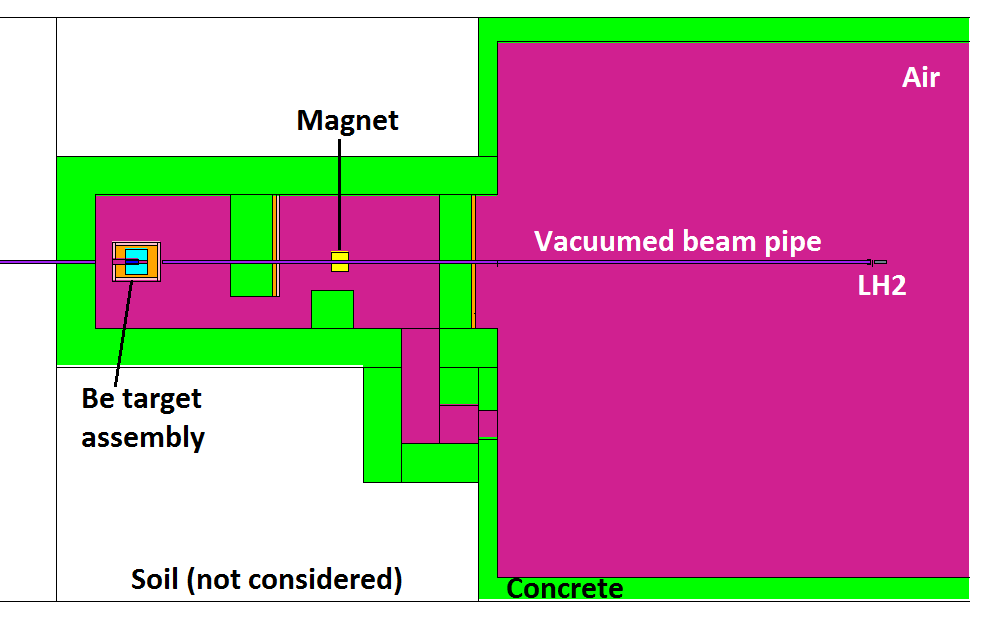 Air
Magnet
Vacuumed beam pipe
LH2
Be target
assembly
Soil (not considered)
Concrete